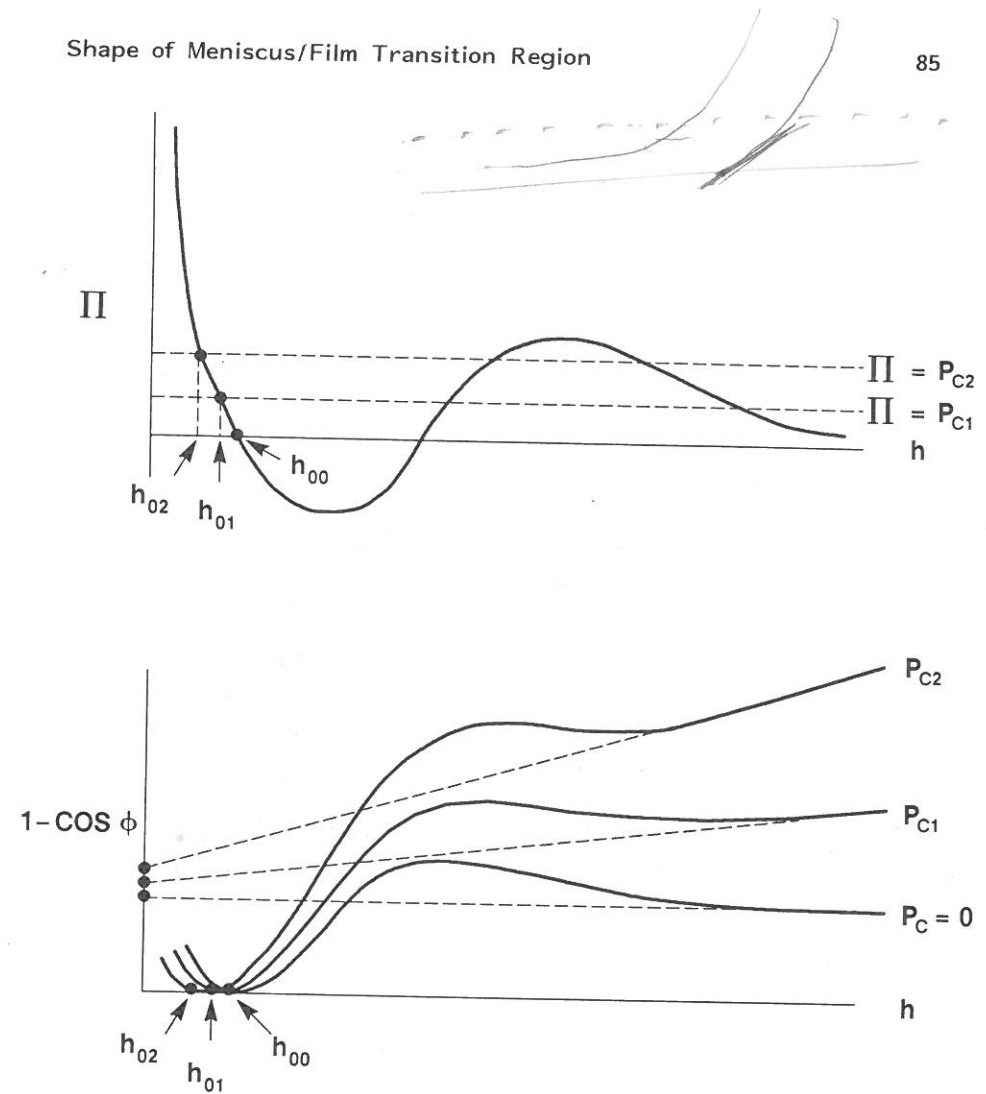 Shape of Meniscus/Film Transition Region 85
Π
Π = P_C2
Π = P_C1
h
h_00
h_02
h_01
P_C2
1-COS ϕ
P_C1
P_C = 0
h
h_02
h_00
h_01